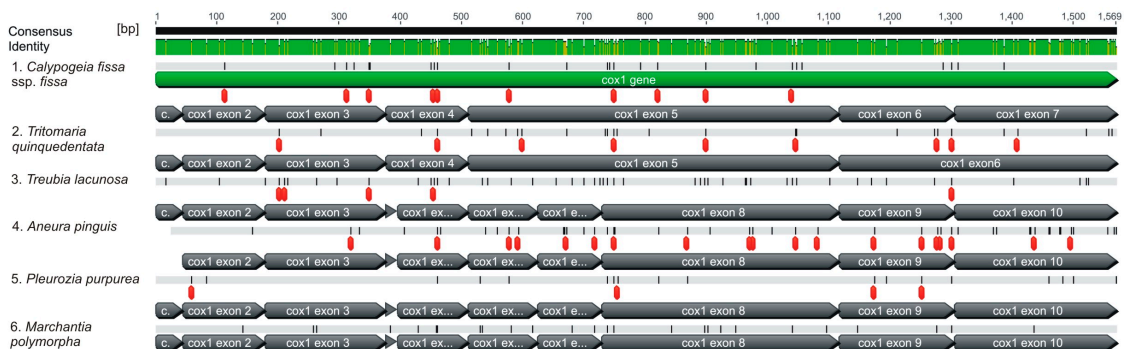 Consensus [bp] 1 100 200 300 400 500 600 700 800 900 1,000 1,100 1,200 1,300 1,400 1,500 1,569
Identity
1. Calypogeia fissa
ssp. fissa cox1 gene
c. cox1 exon 2 cox1 exon 3 cox1 exon 4 cox1 exon 5 cox1 exon 6 cox1 exon 7
2. Tritomaria
quinquedentata
c. cox1 exon 2 cox1 exon 3 cox1 exon 4 cox1 exon 5 cox1 exon6
3. Treubia lacunosa
c. cox1 exon 2 cox1 exon 3 cox1 ex... cox1 ex... cox1 e... cox1 exon 8 cox1 exon 9 cox1 exon 10
4. Aneura pinguis
cox1 exon 2 cox1 exon 3 cox1 ex... cox1 ex... cox1 e... cox1 exon 8 cox1 exon 9 cox1 exon 10
5. Pleurozia purpurea
c. cox1 exon 2 cox1 exon 3 cox1 ex... cox1 ex... cox1 e... cox1 exon 8 cox1 exon 9 cox1 exon 10
6. Marchantia
polymorpha
c. cox1 exon 2 cox1 exon 3 cox1 ex... cox1 ex... cox1 e... cox1 exon 8 cox1 exon 9 cox1 exon 10